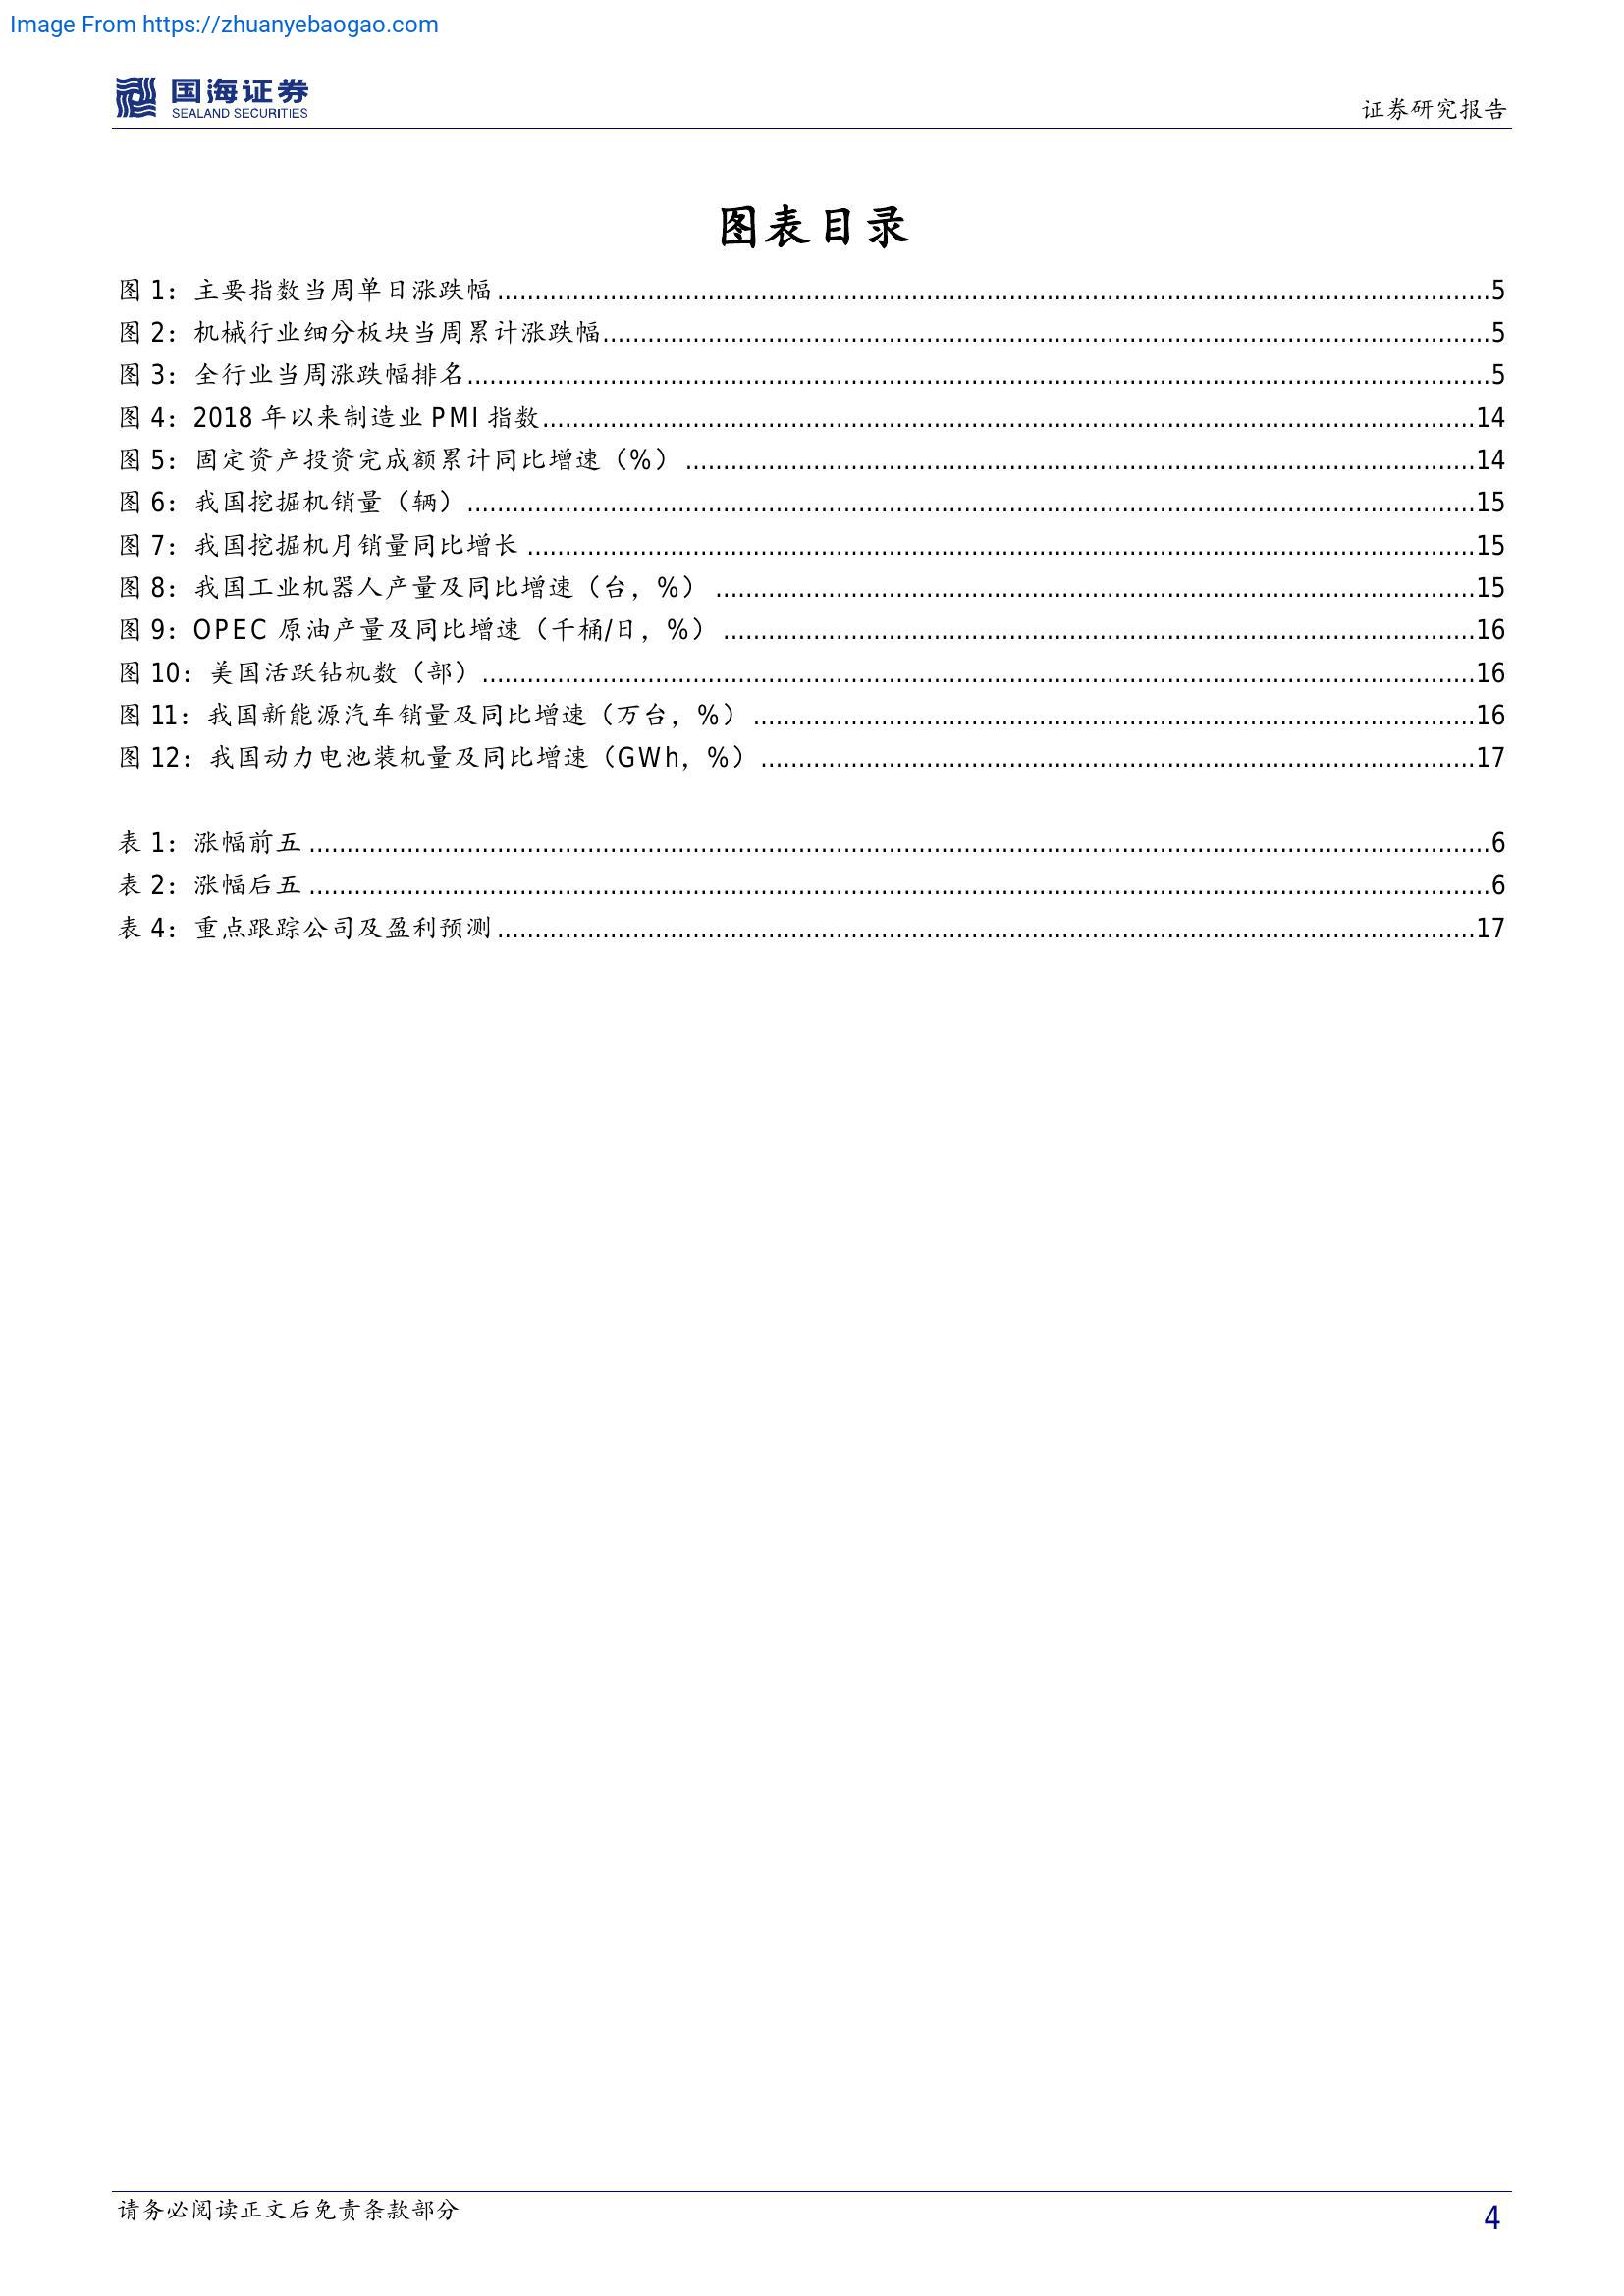 Image From https://zhuanyebaogao.com
国海证券
SEALAND SECURITIES
证券研究报告
图表目录
图 1：主要指数当周单日涨跌幅 5
图 2：机械行业细分板块当周累计涨跌幅 5
图 3：全行业当周涨跌幅排名 5
图 4：2018 年以来制造业 PMI 指数 14
图 5：固定资产投资完成额累计同比增速（%） 14
图 6：我国挖掘机销量（辆） 15
图 7：我国挖掘机月销量同比增长 15
图 8：我国工业机器人产量及同比增速（台，%） 15
图 9：OPEC 原油产量及同比增速（千桶/日，%） 16
图 10：美国活跃钻机数（部） 16
图 11：我国新能源汽车销量及同比增速（万台，%） 16
图 12：我国动力电池装机量及同比增速（GWh，%） 17
表 1：涨幅前五 6
表 2：涨幅后五 6
表 4：重点跟踪公司及盈利预测 17
请务必阅读正文后免责条款部分
4